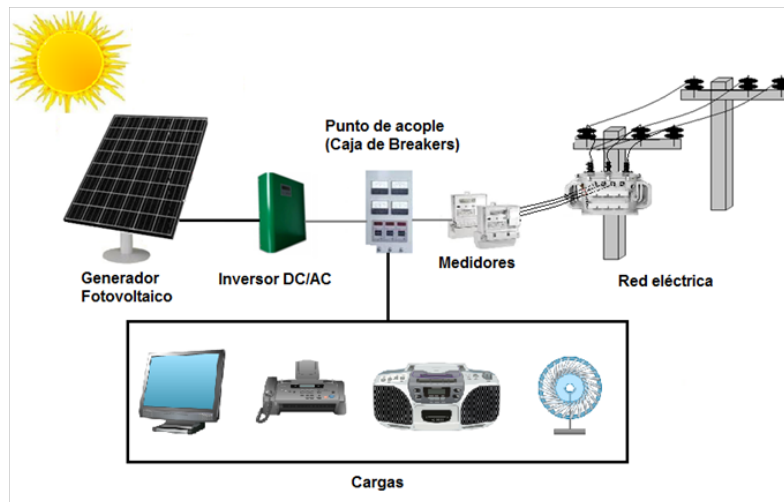 Punto de acople
(Caja de Breakers)
Generador
Fotovoltaico
Inversor DC/AC
Medidores
Red eléctrica
Cargas